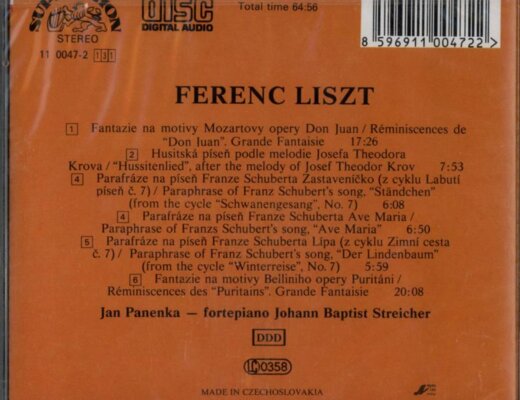 SUPRAPHON
STEREO
11 0047-2 131
DISC
DIGITAL AUDIO
Total time 64:56
8 596911 004722 >
FERENC LISZT
1 Fantazie na motivy Mozartovy opery Don Juan / Réminiscences de
"Don Juan". Grande Fantaisie 17:26
2 Husitská píseň podle melodie Josefa Theodora
Krova / "Hussitenlied", after the melody of Josef Theodor Krov 7:53
4 Parafráze na píseň Franze Schuberta Zastaveníčko (z cyklu Labutí
píseň č. 7) / Paraphrase of Franz Schubert's song, "Ständchen"
(from the cycle "Schwanengesang", No. 7) 6:08
4 Parafráze na píseň Franze Schuberta Ave Maria /
Paraphrase of Franzs Schubert's song, "Ave Maria" 6:50
5 Parafráze na píseň Franze Schuberta Lípa (z cyklu Zimní cesta
č. 7) / Paraphrase of Franz Schubert's song, "Der Lindenbaum"
(from the cycle "Winterreise", No. 7) 5:59
6 Fantazie na motivy Belliniho opery Puritáni /
Réminiscences des "Puritains". Grande Fantaisie 20:08
Jan Panenka — fortepiano Johann Baptist Streicher
DDD
LC 0358
MADE IN CZECHOSLOVAKIA